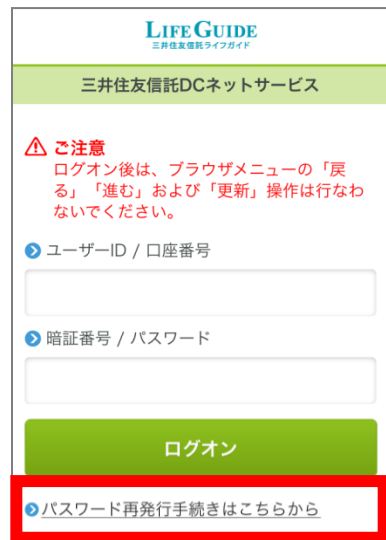 LIFE GUIDE
三井住友信託ライフガイド
三井住友信託DCネットサービス
ご注意
ログオン後は、ブラウザメニューの「戻
る」「進む」および「更新」操作は行なわ
ないでください。
ユーザーID / 口座番号
暗証番号 / パスワード
ログオン
パスワード再発行手続きはこちらから